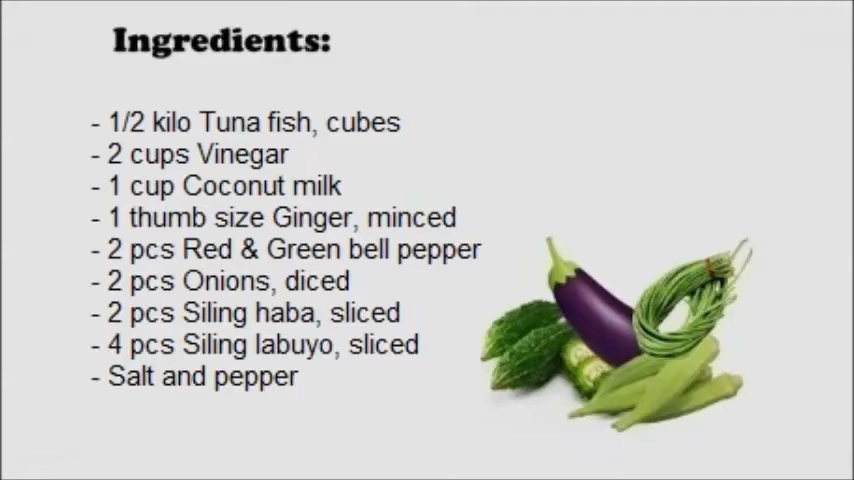 Ingredients:
- 1/2 kilo Tuna fish, cubes
- 2 cups Vinegar
- 1 cup Coconut milk
- 1 thumb size Ginger, minced
- 2 pcs Red & Green bell pepper
- 2 pcs Onions, diced
- 2 pcs Siling haba, sliced
- 4 pcs Siling labuyo, sliced
- Salt and pepper